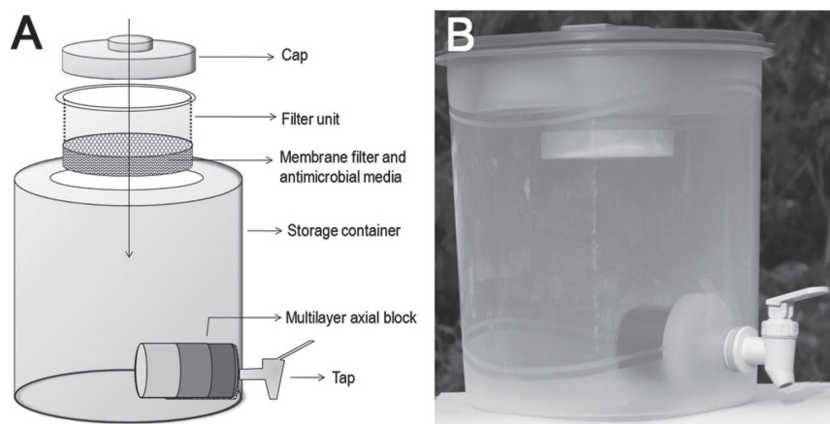 A
Cap
Filter unit
Membrane filter and
antimicrobial media
Storage container
Multilayer axial block
Tap
B